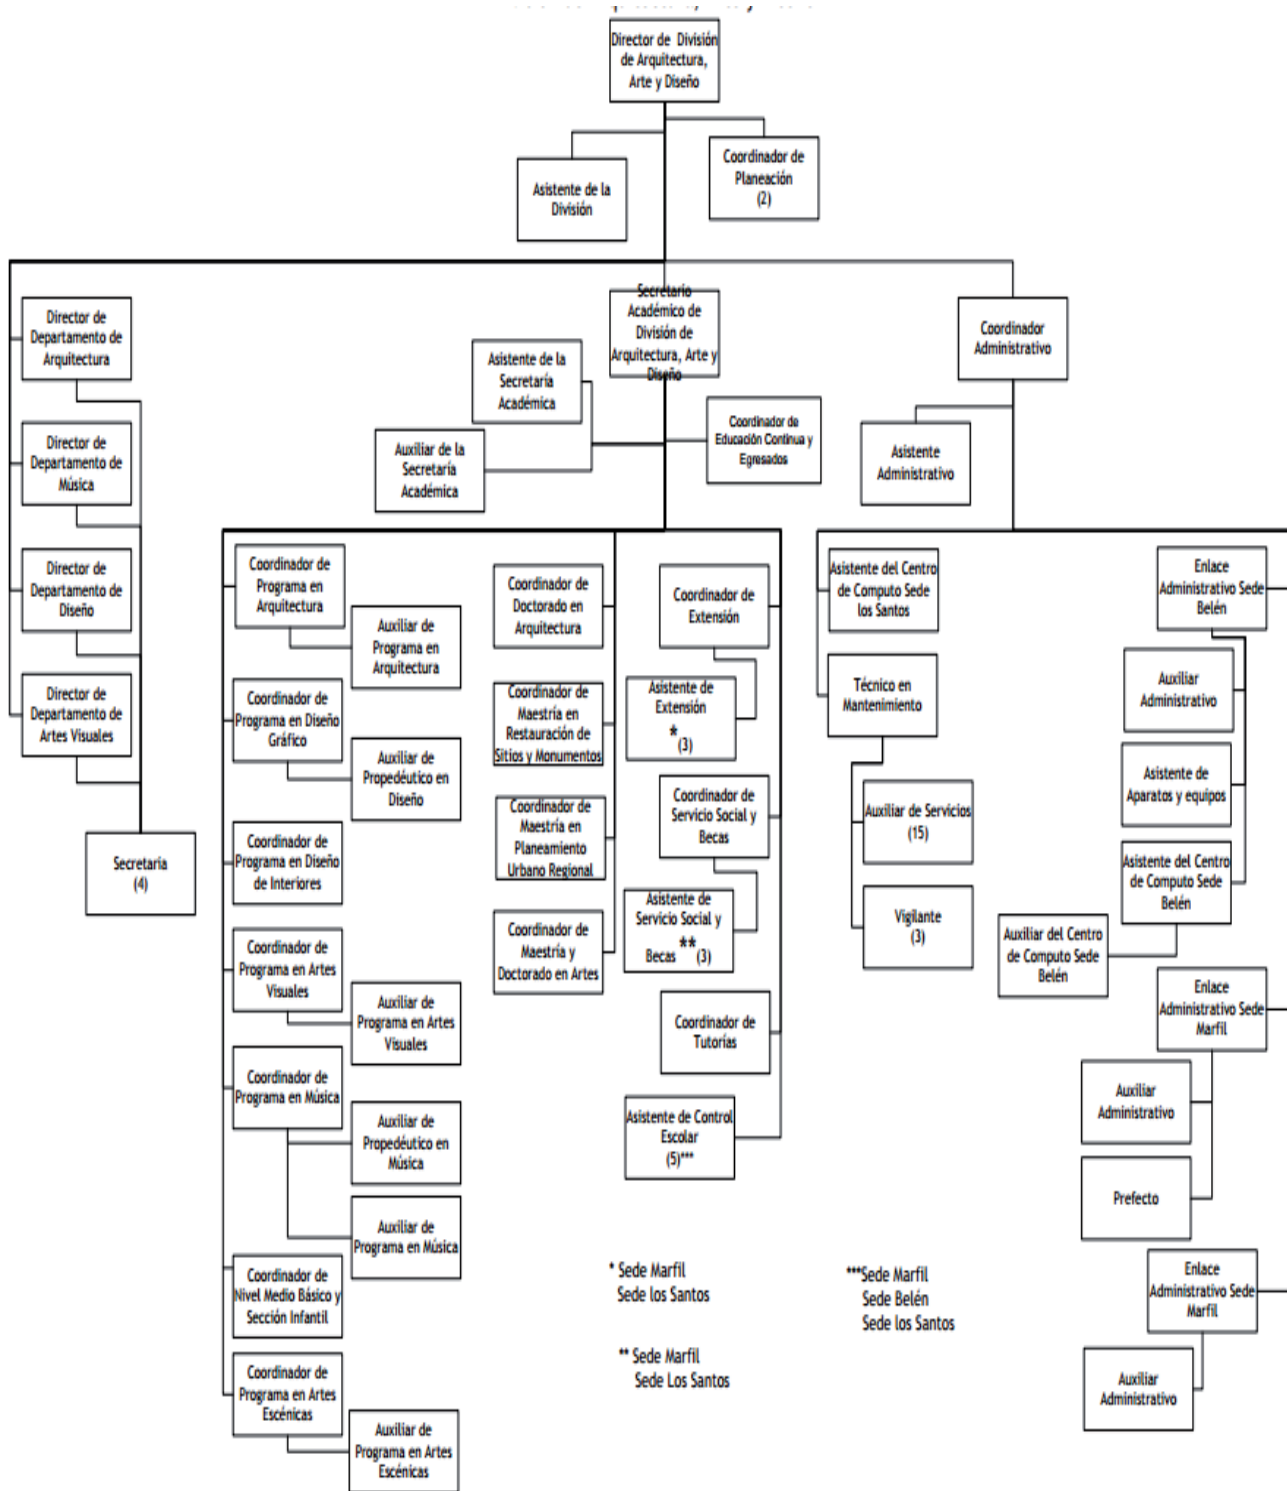 Director de División
de Arquitectura,
Arte y Diseño
Coordinador de
Planeación
(2)
Asistente de la
División
Director de
Departamento de
Arquitectura
Secretario
Académico de
División de
Arquitectura, Arte y
Diseño
Coordinador
Administrativo
Asistente de la
Secretaría
Académica
Coordinador de
Educación Continua y
Egresados
Auxiliar de la
Secretaría
Académica
Asistente
Administrativo
Director de
Departamento de
Música
Director de
Departamento de
Diseño
Director de
Departamento de
Artes Visuales
Secretaria
(4)
Coordinador de
Programa en
Arquitectura
Auxiliar de
Programa en
Arquitectura
Coordinador de
Programa en Diseño
Gráfico
Auxiliar de
Propedéutico en
Diseño
Coordinador de
Programa en Diseño
de Interiores
Coordinador de
Programa en Artes
Visuales
Auxiliar de
Programa en Artes
Visuales
Coordinador de
Programa en Música
Auxiliar de
Propedéutico en
Música
Auxiliar de
Programa en Música
Coordinador de
Nivel Medio Básico y
Sección Infantil
Coordinador de
Programa en Artes
Escénicas
Auxiliar de
Programa en Artes
Escénicas
Coordinador de
Doctorado en
Arquitectura
Coordinador de
Maestría en
Restauración de
Sitios y Monumentos
Coordinador de
Maestría en
Planeamiento
Urbano Regional
Coordinador de
Maestría y
Doctorado en Artes
Coordinador de
Extensión
Asistente de
Extensión
*(3)
Coordinador de
Servicio Social y
Becas
Asistente de
Servicio Social y
Becas **(3)
Coordinador de
Tutorías
Asistente de Control
Escolar
(5)***
Asistente del Centro
de Computo Sede
los Santos
Técnico en
Mantenimiento
Auxiliar de Servicios
(15)
Vigilante
(3)
Enlace
Administrativo Sede
Belén
Auxiliar
Administrativo
Asistente de
Aparatos y equipos
Asistente del Centro
de Computo Sede
Belén
Auxiliar del Centro
de Computo Sede
Belén
Enlace
Administrativo Sede
Marfil
Auxiliar
Administrativo
Prefecto
Enlace
Administrativo Sede
Marfil
Auxiliar
Administrativo
* Sede Marfil
Sede los Santos
** Sede Marfil
Sede Los Santos
***Sede Marfil
Sede Belén
Sede los Santos